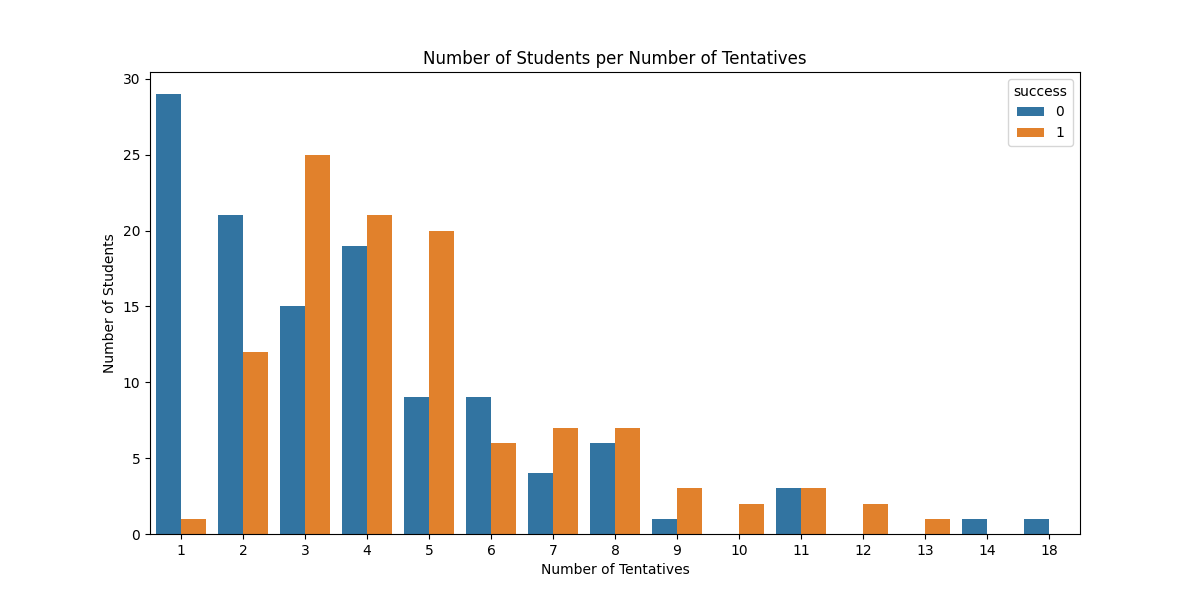 Number of Students per Number of Tentatives
success
0
1
Number of Students
30
25
20
15
10
5
0
1 2 3 4 5 6 7 8 9 10 11 12 13 14 18
Number of Tentatives